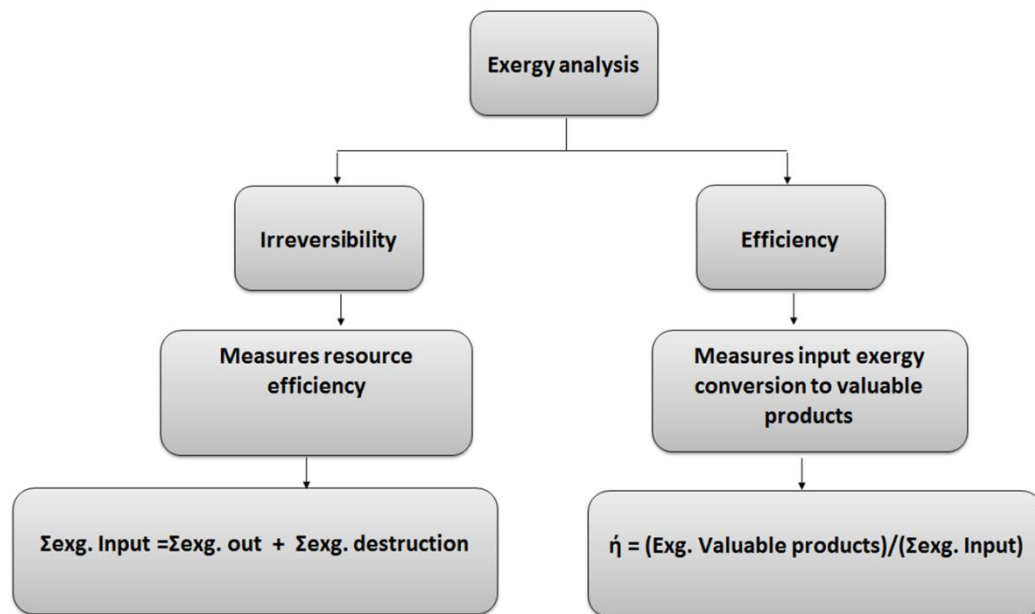 Exergy analysis
Irreversibility
Efficiency
Measures resource
efficiency
Measures input exergy
conversion to valuable
products
Σexg. Input =Σexg. out + Σexg. destruction
ή = (Exg. Valuable products)/(Σexg. Input)